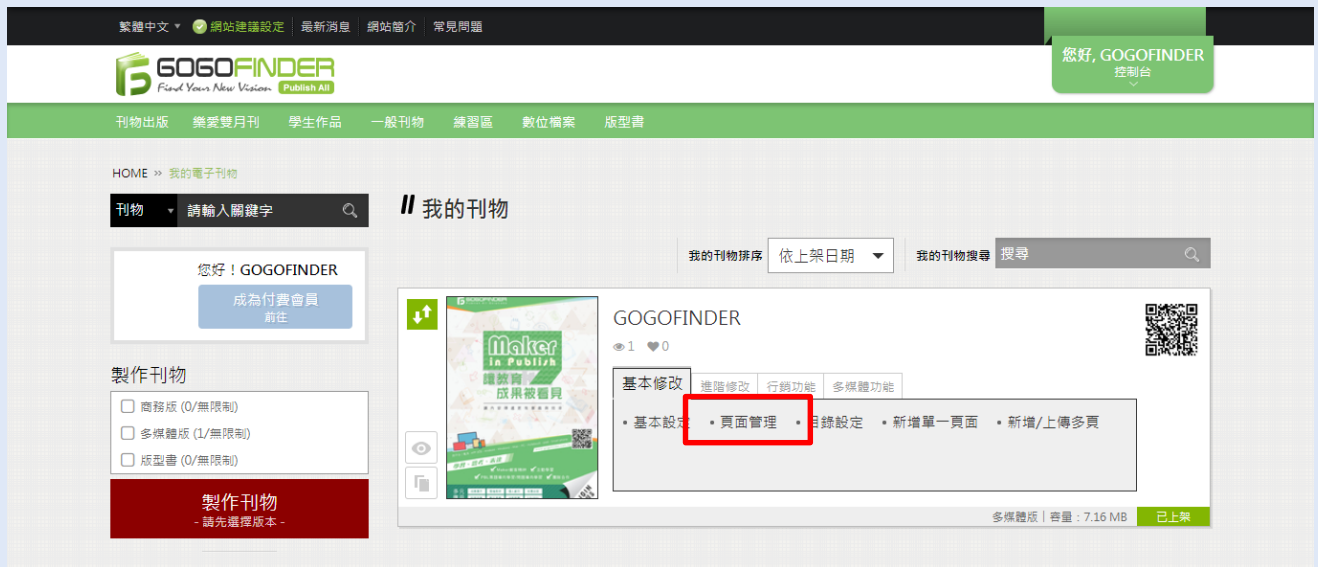 繁體中文 網站建議設定 最新消息 網站簡介 常見問題
您好, GOGOFINDER
控制台
GOGOFINDER
Find Your New Vision Publish All
刊物出版 樂愛雙月刊 學生作品 一般刊物 練習區 數位檔案 版型書
HOME » 我的電子刊物
刊物 請輸入關鍵字
我的刊物
我的刊物排序 依上架日期 我的刊物搜尋 搜尋
您好！GOGOFINDER
成為付費會員
前往
製作刊物
商務版 (0/無限制)
多媒體版 (1/無限制)
版型書 (0/無限制)
製作刊物
- 請先選擇版本 -
GOGOFINDER
Maker
in Publish
讓教育
成果被看見
GOGOFINDER
1 0
基本修改 進階修改 行銷功能 多媒體功能
• 基本設定 • 頁面管理 • 目錄設定 • 新增單一頁面 • 新增/上傳多頁
多媒體版｜容量：7.16 MB 已上架